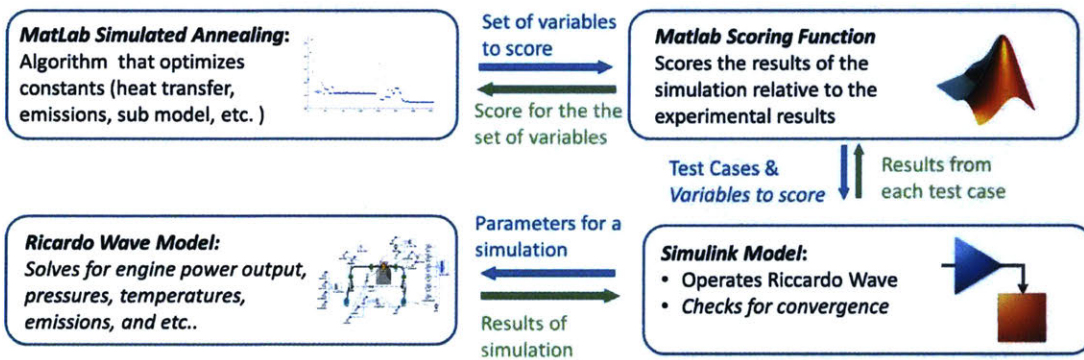 MatLab Simulated Annealing:
Algorithm that optimizes
constants (heat transfer,
emissions, sub model, etc. )
Set of variables
to score
Score for the the
set of variables
Matlab Scoring Function
Scores the results of the
simulation relative to the
experimental results
Test Cases &
Variables to score
Results from
each test case
Ricardo Wave Model:
Solves for engine power output,
pressures, temperatures,
emissions, and etc..
Parameters for a
simulation
Results of
simulation
Simulink Model:
• Operates Riccardo Wave
• Checks for convergence